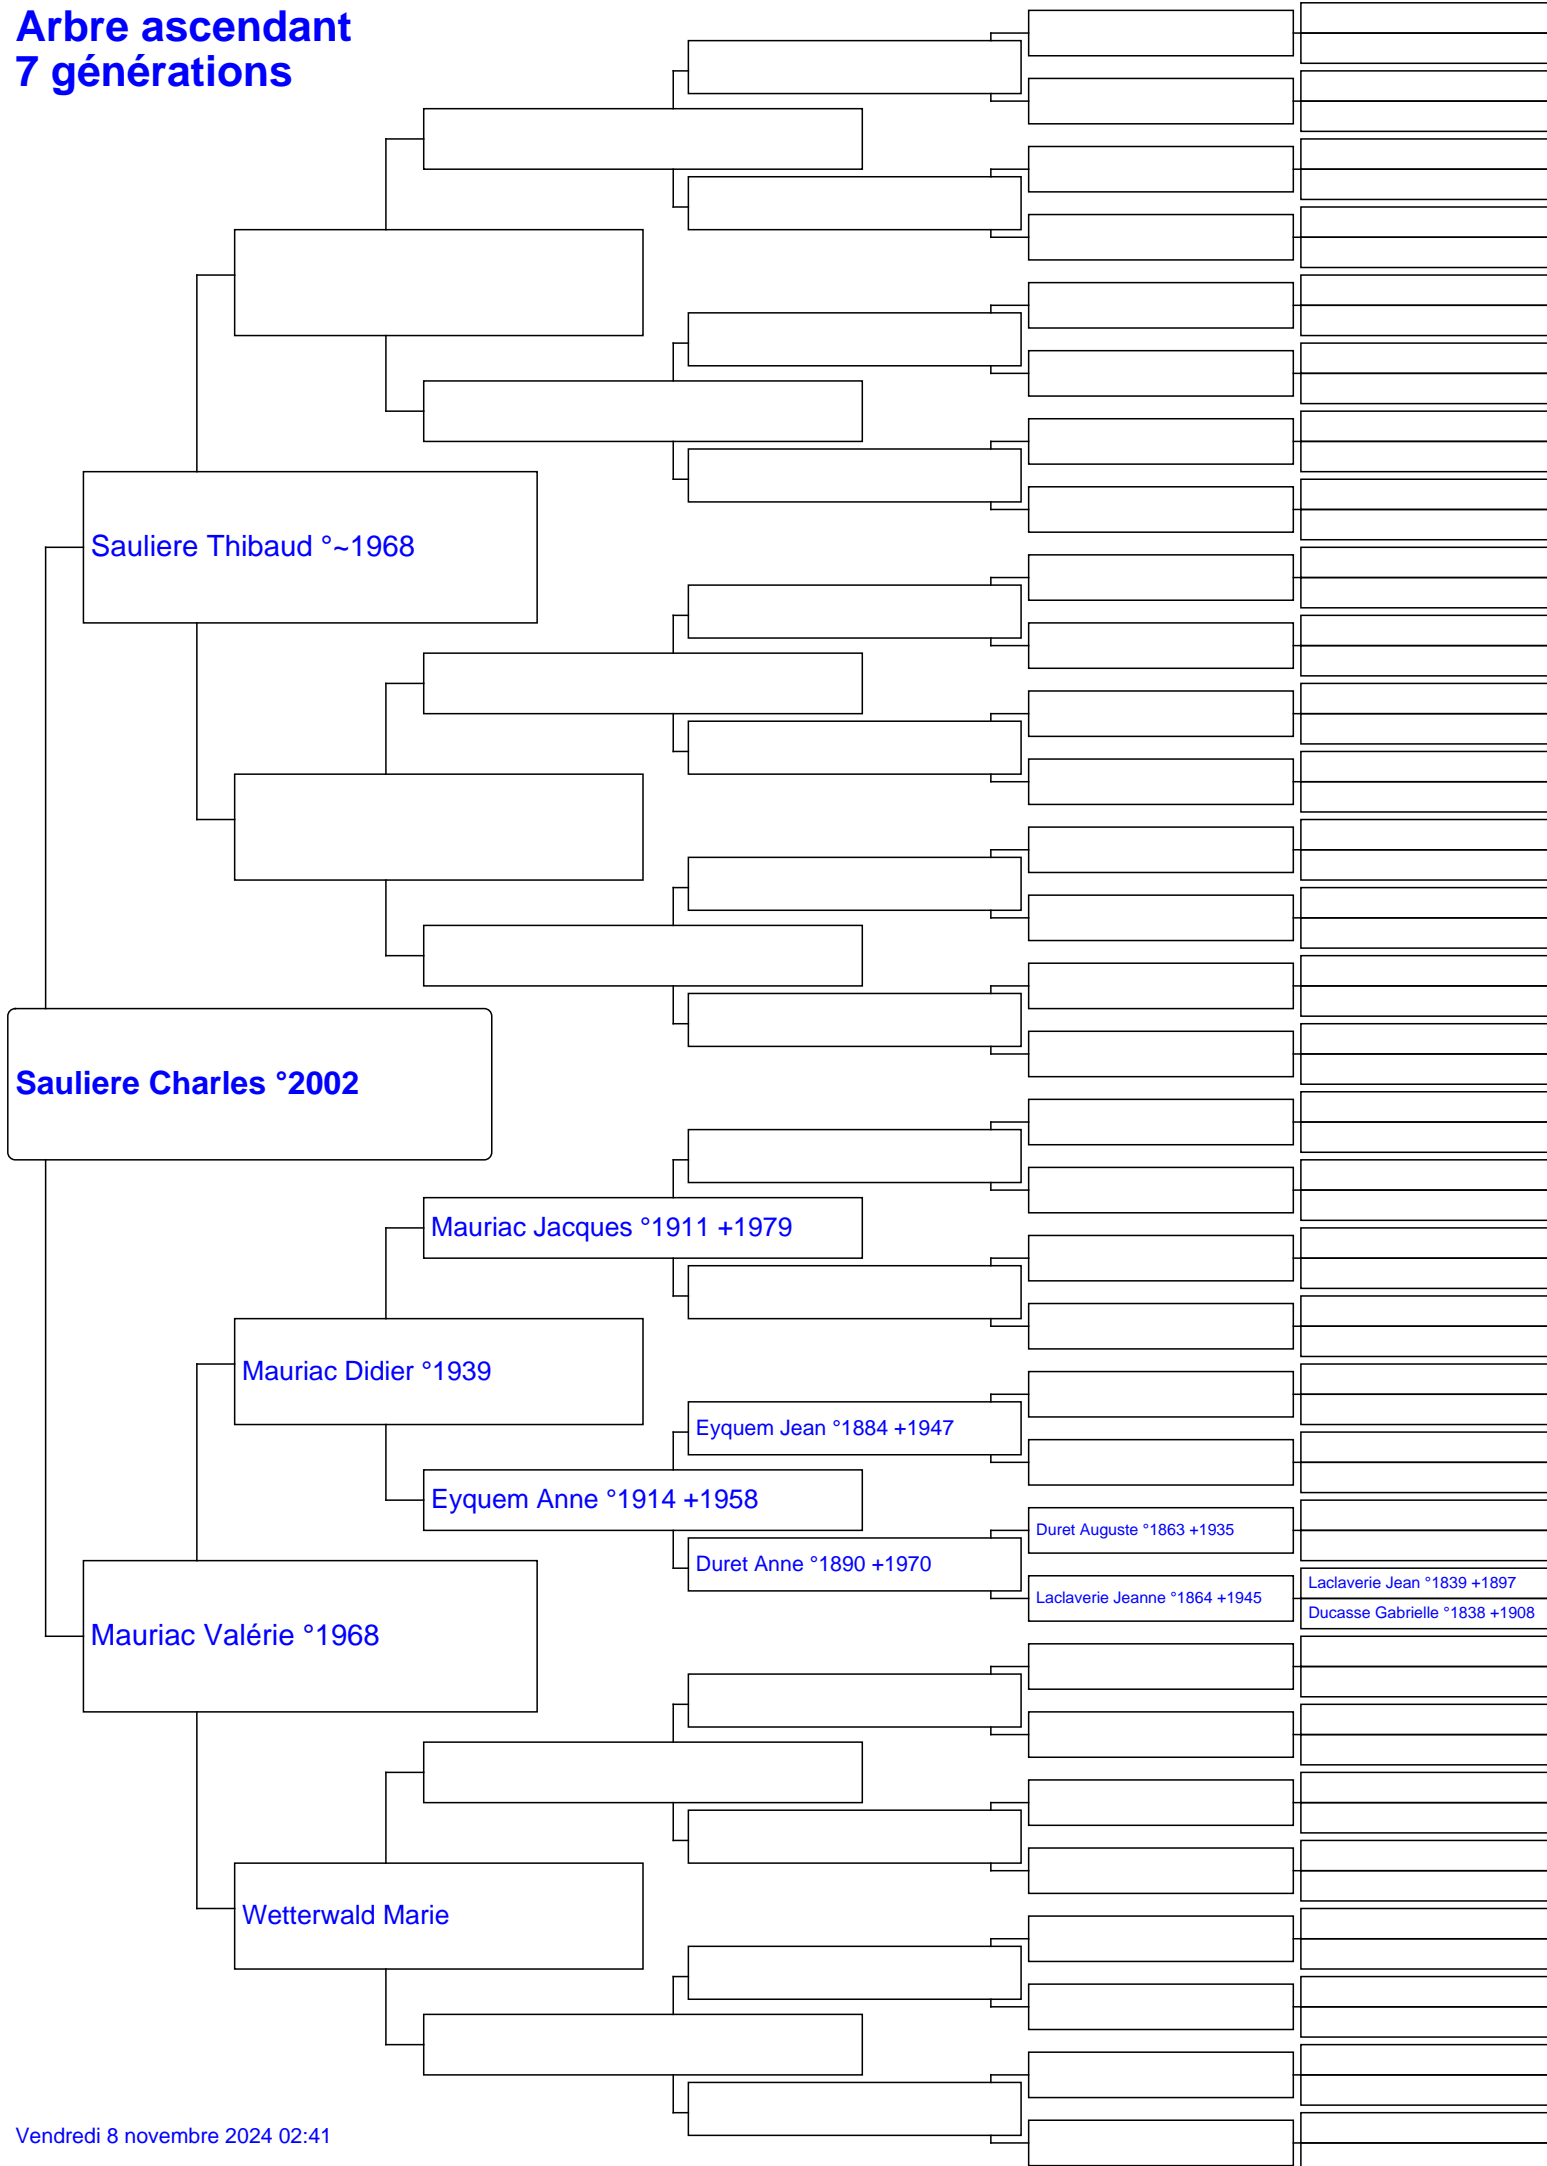 Arbre ascendant
7 générations
Sauliere Thibaud °~1968
Sauliere Charles °2002
Mauriac Jacques °1911 +1979
Mauriac Didier °1939
Eyquem Jean °1884 +1947
Eyquem Anne °1914 +1958
Duret Auguste °1863 +1935
Duret Anne °1890 +1970
Laclaverie Jean °1839 +1897
Laclaverie Jeanne °1864 +1945
Ducasse Gabrielle °1838 +1908
Mauriac Valérie °1968
Wetterwald Marie
Vendredi 8 novembre 2024 02:41